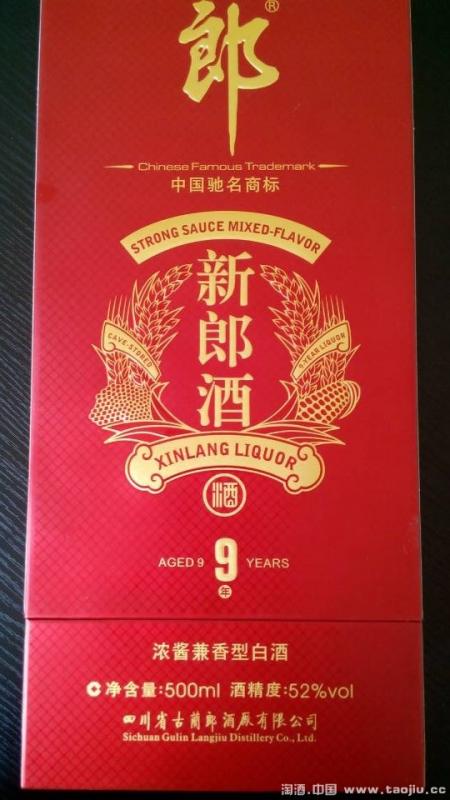 郎®
Chinese Famous Trademark
中国驰名商标
STRONG SAUCE MIXED-FLAVOR
新郎酒
CAVE-STORED
9-YEAR LIQUOR
XINLANG LIQUOR
酒
AGED 9 9 YEARS
年
浓酱兼香型白酒
净含量:500ml 酒精度:52%vol
四川省古蔺郎酒厂有限公司
Sichuan Gulin Langjiu Distillery Co., Ltd.
淘酒.中国 www.taojiu.cc